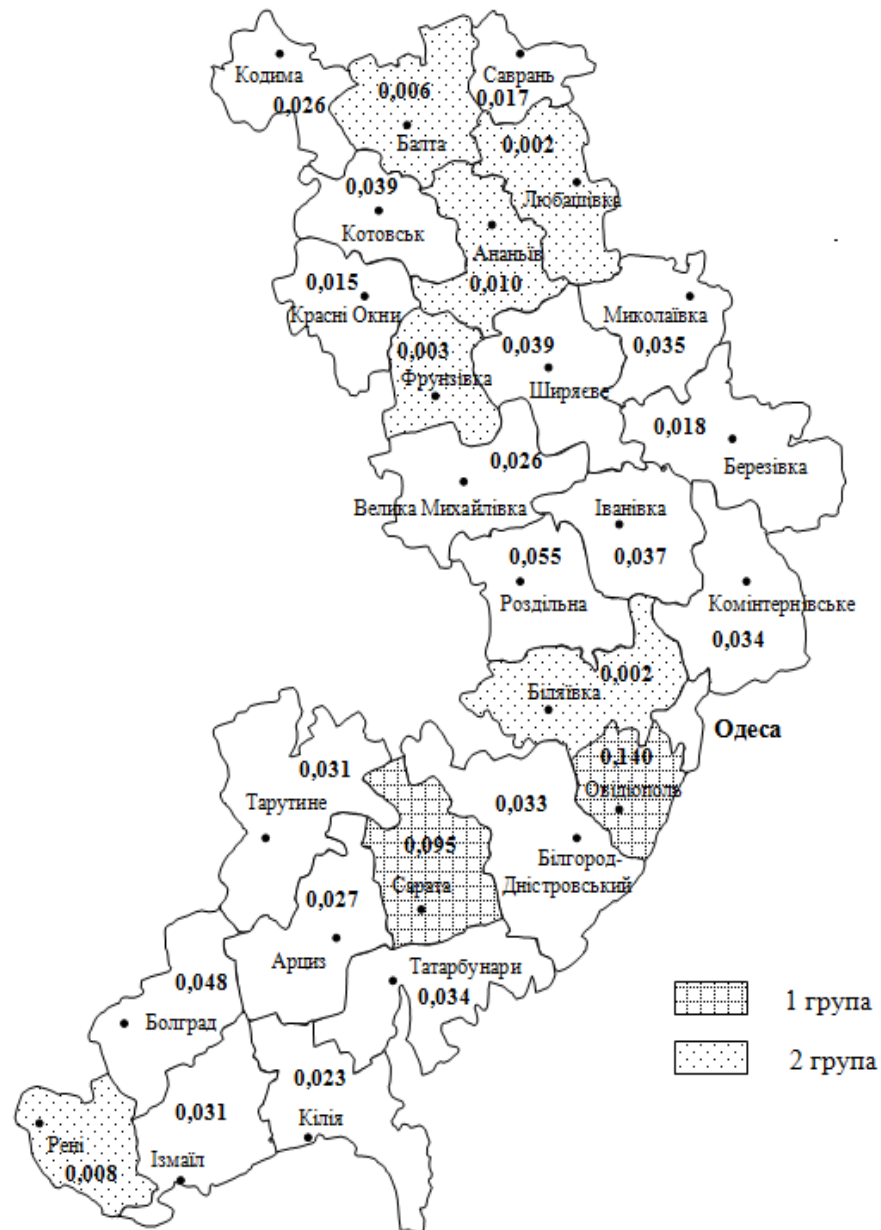 Кодима
0,026
0,006
Балта
Саврань
0,017
0,002
Любашівка
0,039
Котовськ
Ананьїв
0,010
0,015
Красні Окни
Миколаївка
0,035
0,003
Фрунзівка
0,039
Ширяєве
0,018
Березівка
0,026
Велика Михайлівка
Іванівка
0,037
0,055
Роздільна
Комінтернівське
0,034
0,002
Біляївка
Одеса
0,140
Овідіополь
0,031
Тарутине
0,033
Білгород-
Дністровський
0,095
Сарата
0,027
Арциз
Татарбунари
0,034
0,048
Болград
1 група
2 група
0,023
Кілія
0,031
Ізмаїл
Рені
0,008